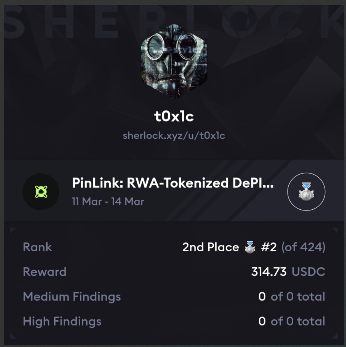 SHERLOCK
t0x1c
sherlock.xyz/u/t0x1c
PinLink: RWA-Tokenized DePI...
11 Mar - 14 Mar
Rank 2nd Place #2 (of 424)
Reward 314.73 USDC
Medium Findings 0 of 0 total
High Findings 0 of 0 total